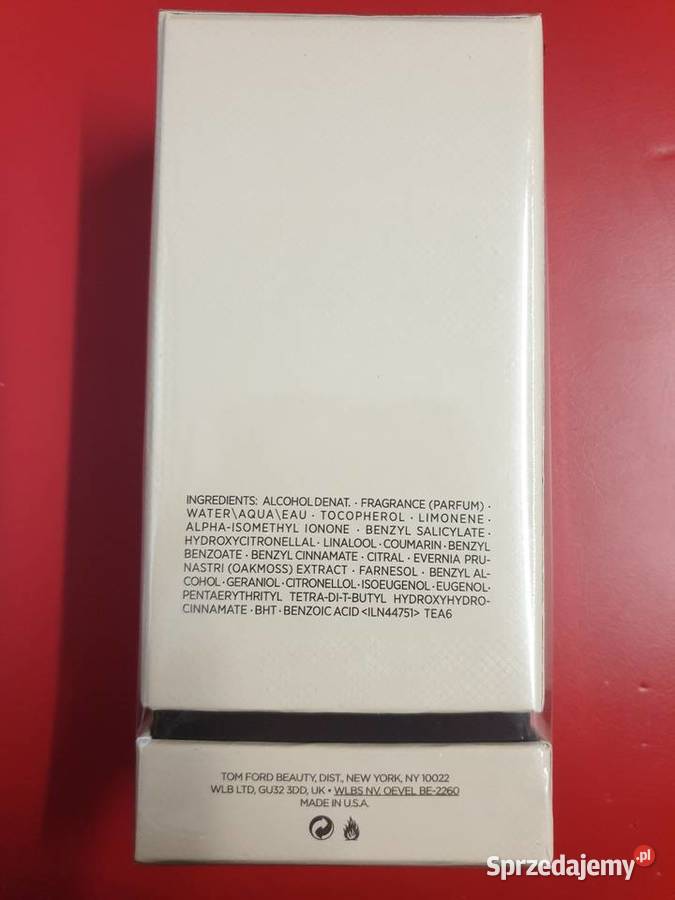 INGREDIENTS: ALCOHOL DENAT. · FRAGRANCE (PARFUM) ·
WATER\AQUA\EAU · TOCOPHEROL · LIMONENE ·
ALPHA-ISOMETHYL IONONE · BENZYL SALICYLATE ·
HYDROXYCITRONELLAL · LINALOOL · COUMARIN · BENZYL
BENZOATE · BENZYL CINNAMATE · CITRAL · EVERNIA PRU-
NASTRI (OAKMOSS) EXTRACT · FARNESOL · BENZYL AL-
COHOL · GERANIOL · CITRONELLOL · ISOEUGENOL · EUGENOL ·
PENTAERYTHRITYL TETRA-DI-T-BUTYL HYDROXYHYDRO-
CINNAMATE · BHT · BENZOIC ACID <ILN44751> TEA6
TOM FORD BEAUTY, DIST., NEW YORK, NY 10022
WLB LTD, GU32 3DD, UK • WLBS NV. OEVEL BE-2260
MADE IN U.S.A.
Sprzedajemy.pl